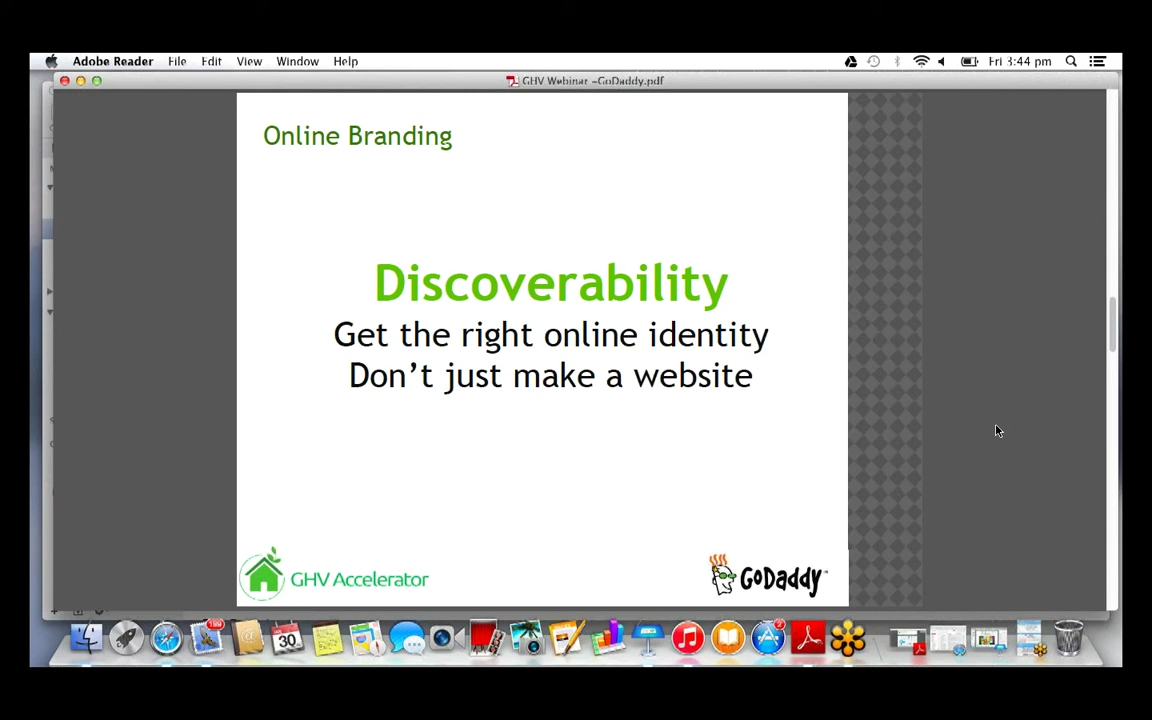 Adobe Reader File Edit View Window Help Fri 3:44 pm
GHV Webinar -GoDaddy.pdf
Online Branding
Discoverability
Get the right online identity
Don't just make a website
GHV Accelerator
GoDaddy
30